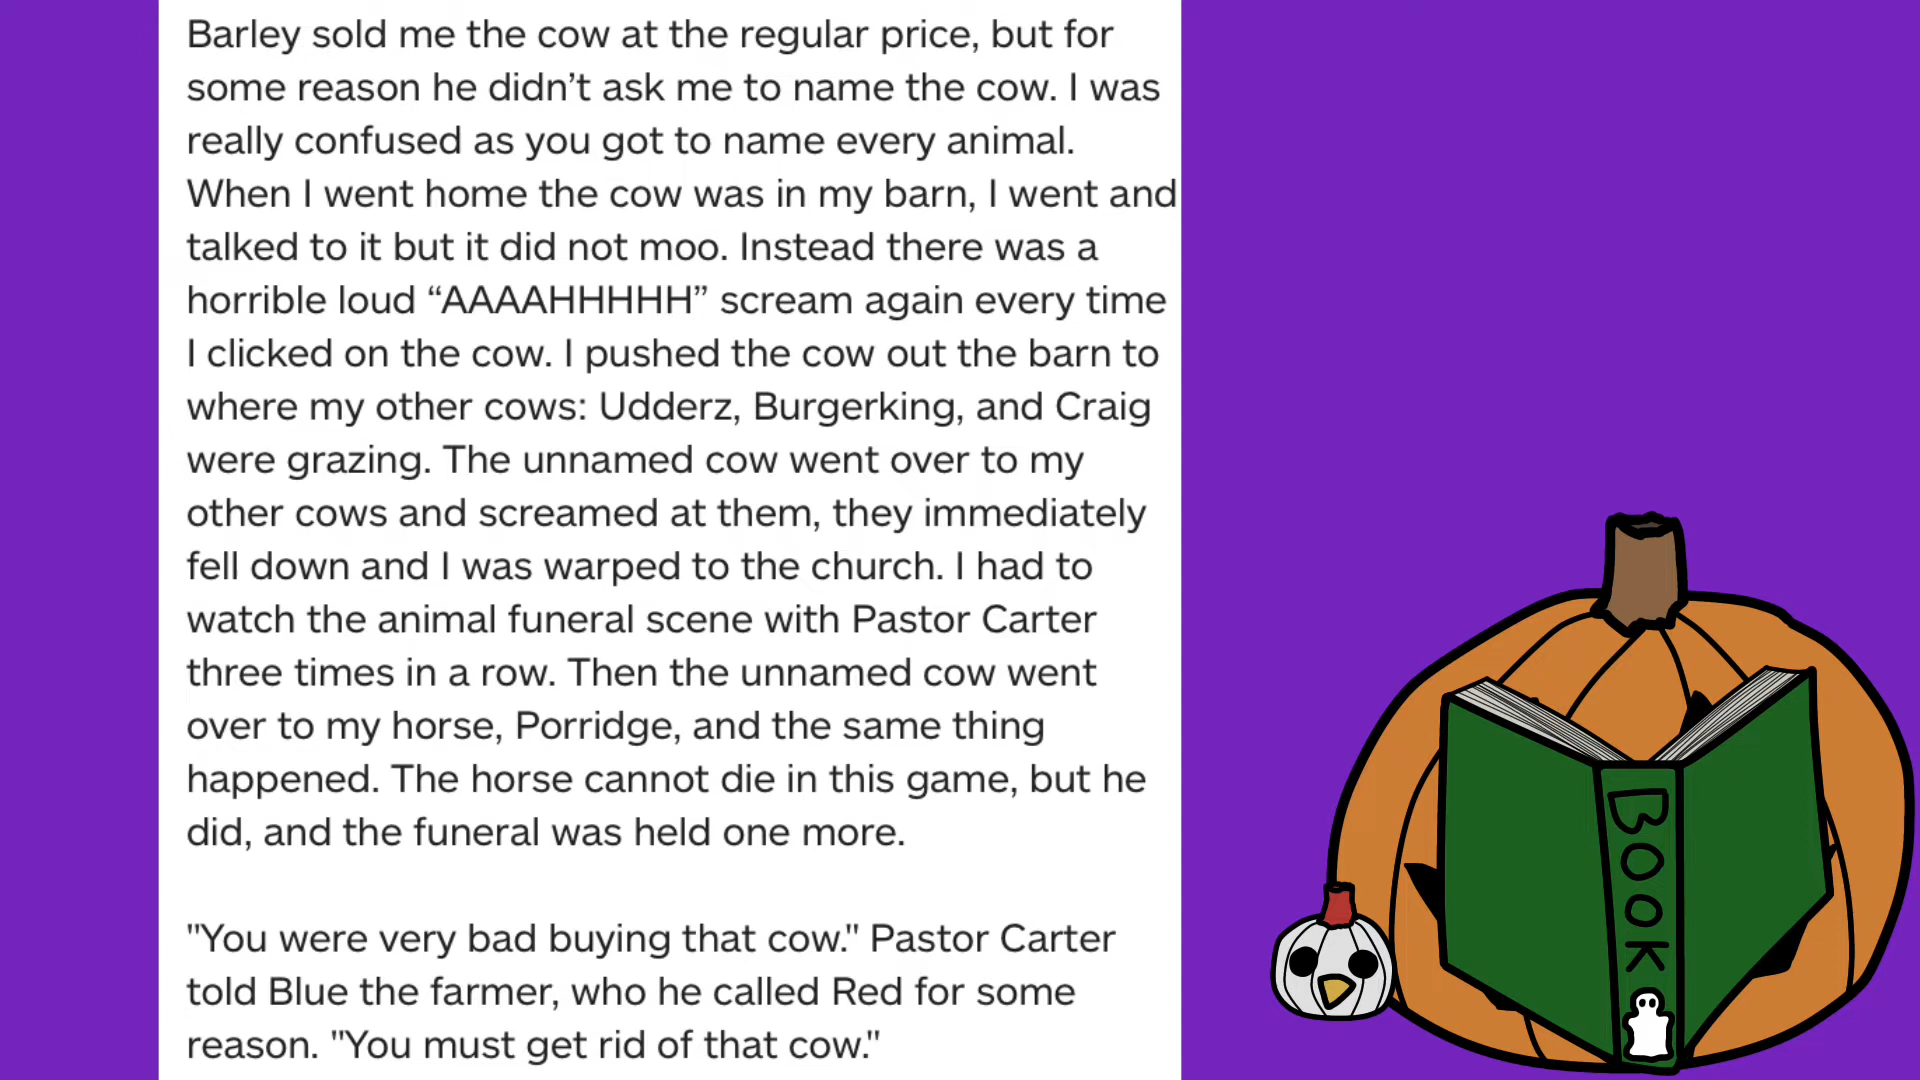 Barley sold me the cow at the regular price, but for
some reason he didn’t ask me to name the cow. I was
really confused as you got to name every animal.
When I went home the cow was in my barn, I went and
talked to it but it did not moo. Instead there was a
horrible loud “AAAAHHHHH” scream again every time
I clicked on the cow. I pushed the cow out the barn to
where my other cows: Udderz, Burgerking, and Craig
were grazing. The unnamed cow went over to my
other cows and screamed at them, they immediately
fell down and I was warped to the church. I had to
watch the animal funeral scene with Pastor Carter
three times in a row. Then the unnamed cow went
over to my horse, Porridge, and the same thing
happened. The horse cannot die in this game, but he
did, and the funeral was held one more.
"You were very bad buying that cow." Pastor Carter
told Blue the farmer, who he called Red for some
reason. "You must get rid of that cow."
BOOK